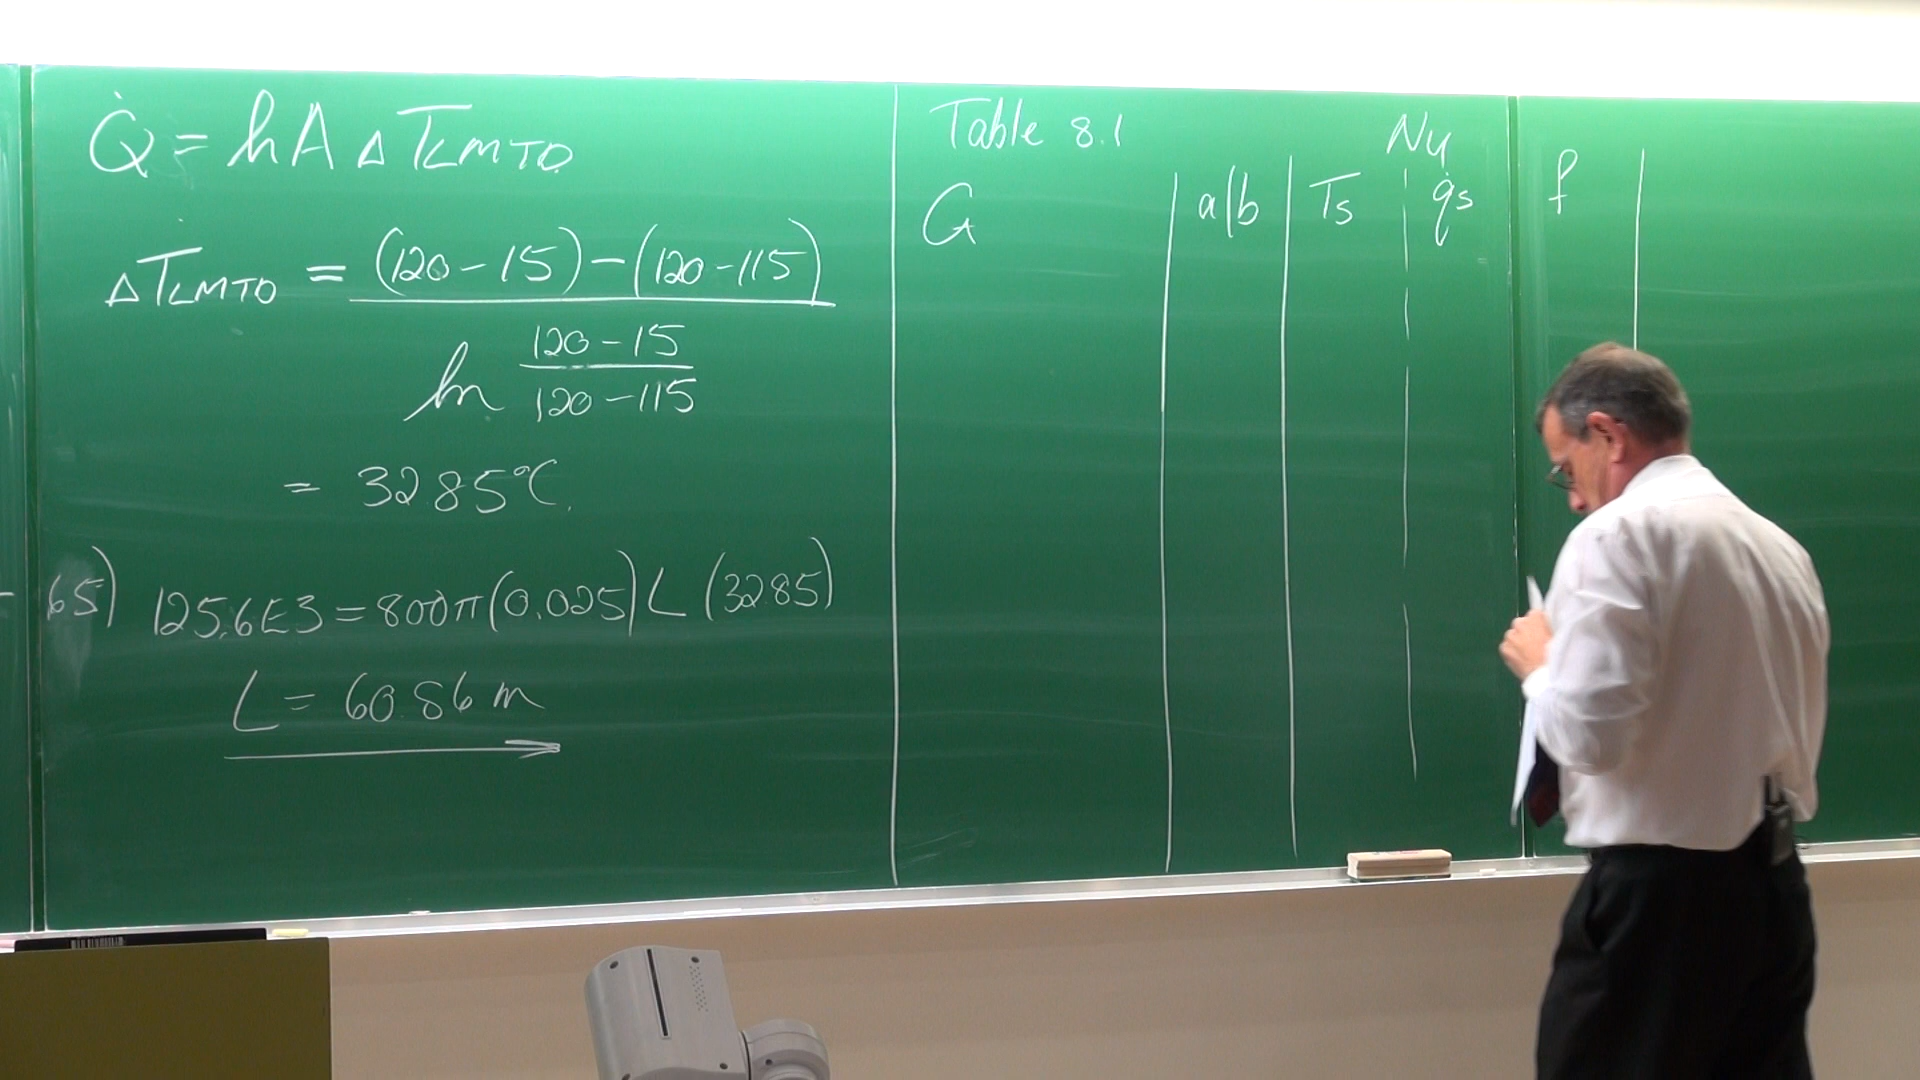 Q̇ = hA ΔTLMTD
ΔTLMTD = (120-15)-(120-115)
ln 120-15
120-115
= 32.85°C.
65) 125.6E3 = 800π(0.025)L(32.85)
L = 60.86 m
Table 8.1
Nu
G a/b Ts q̇s f